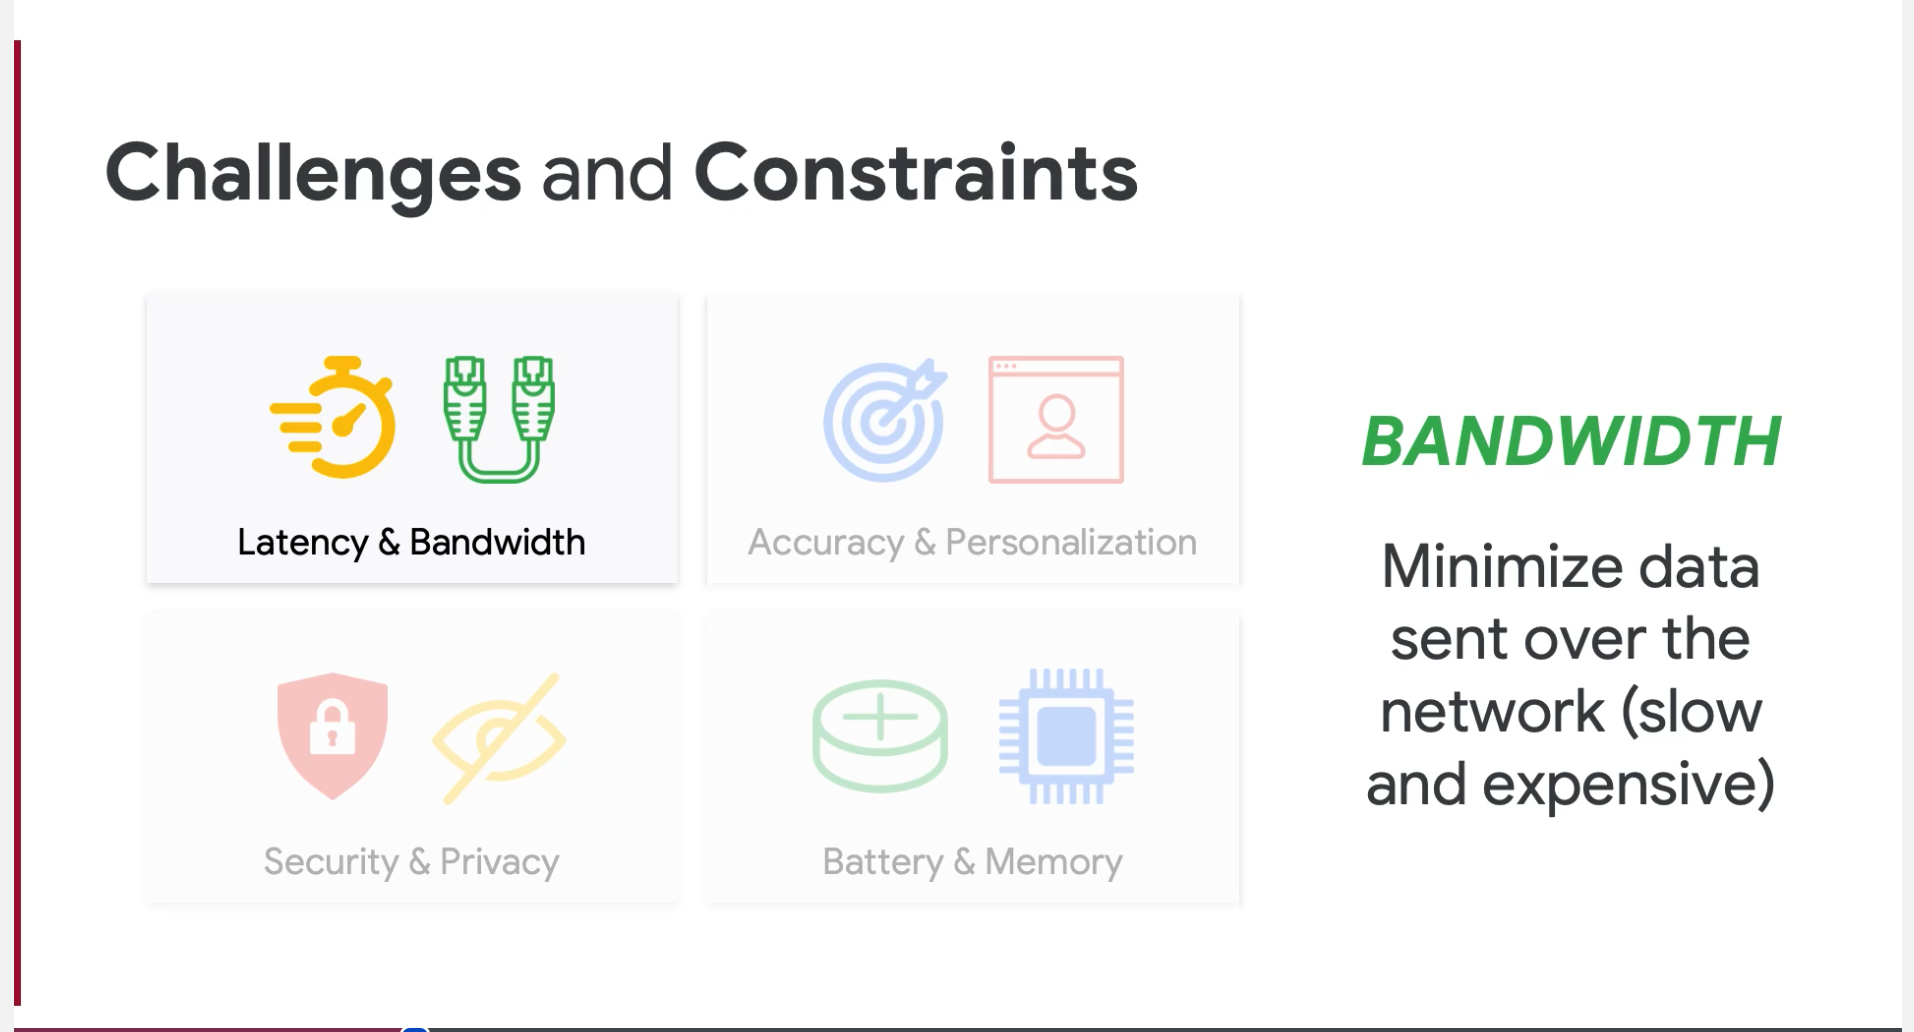 Challenges and Constraints
Latency & Bandwidth
Accuracy & Personalization
Security & Privacy
Battery & Memory
BANDWIDTH
Minimize data
sent over the
network (slow
and expensive)